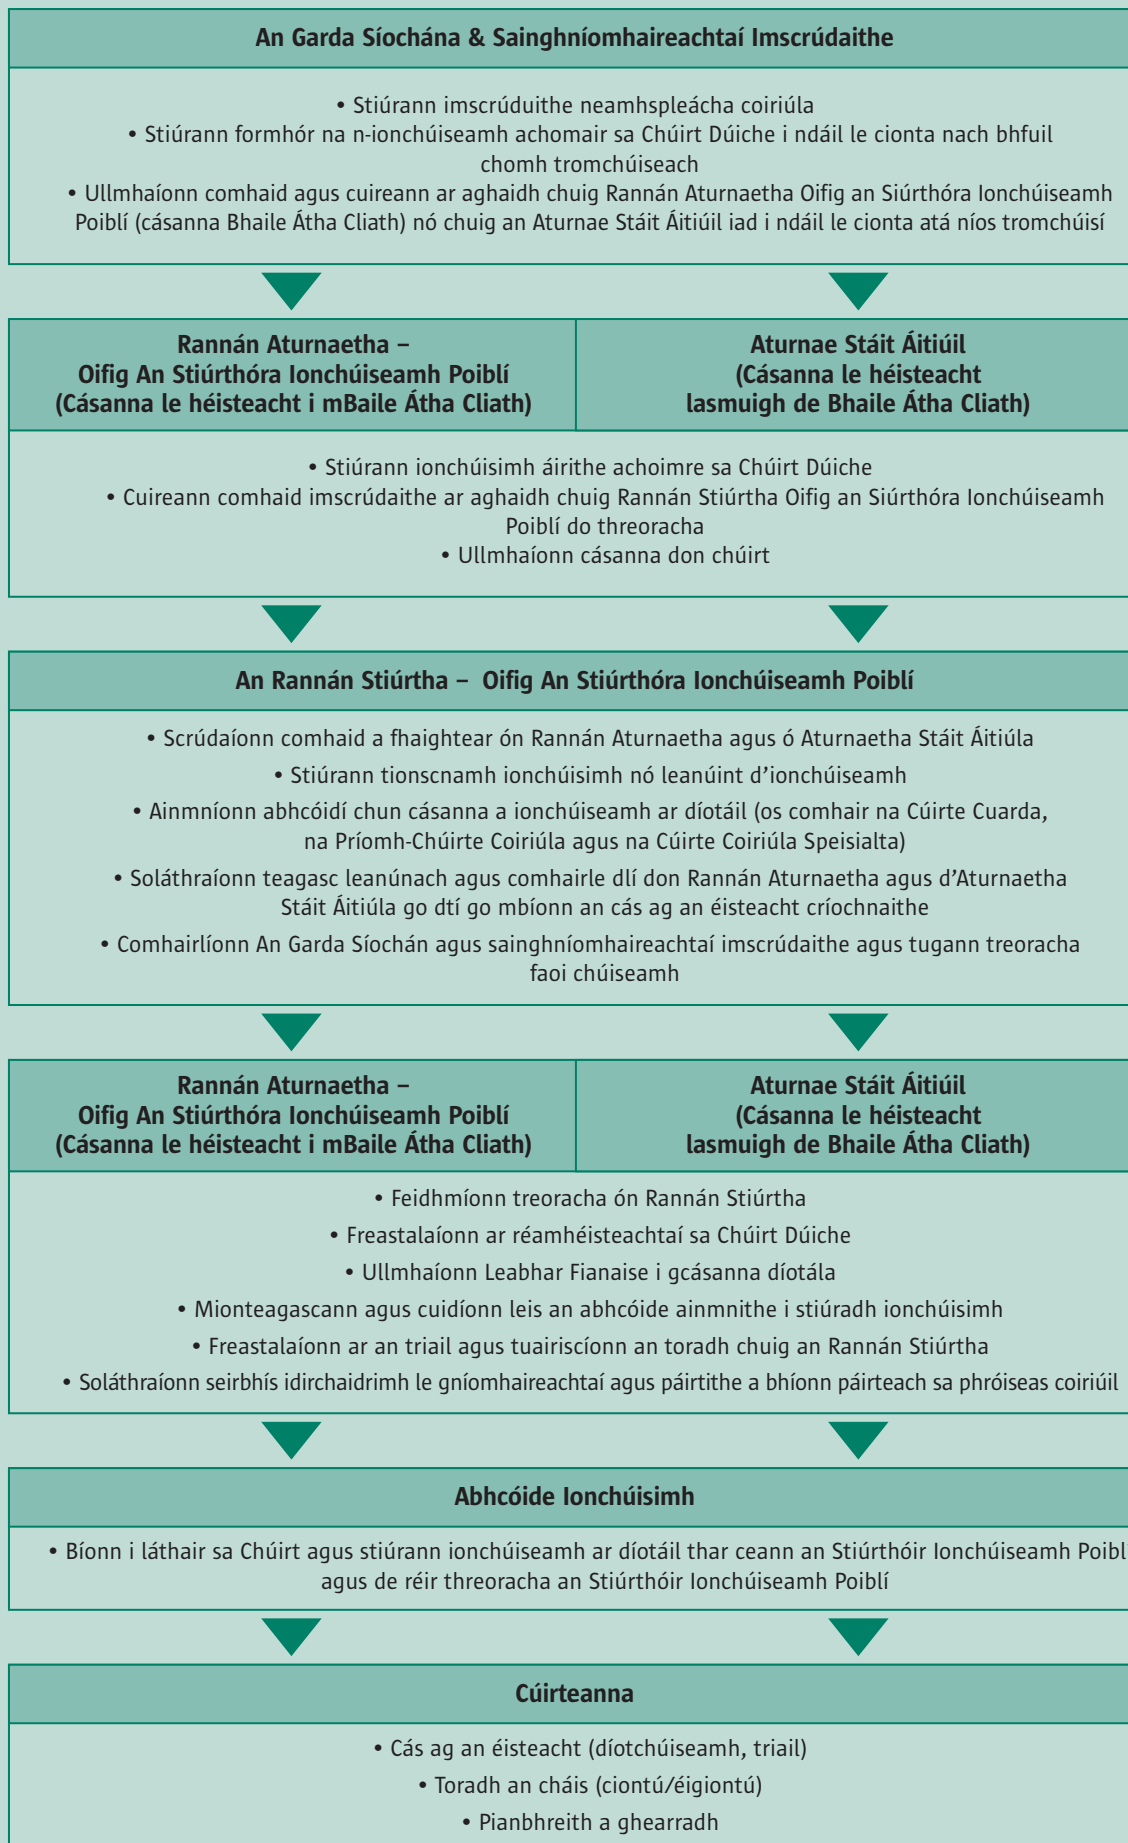 An Garda Síochána & Sainghníomhaireachtaí Imscrúdaithe
• Stiúrann imscrúduithe neamhspleácha coiriúla
• Stiúrann formhór na n-ionchúiseamh achomair sa Chúirt Dúiche i ndáil le cionta nach bhfuil
chomh tromchúiseach
• Ullmhaíonn comhaid agus cuireann ar aghaidh chuig Rannán Aturnaetha Oifig an Siúrthóra Ionchúiseamh
Poiblí (cásanna Bhaile Átha Cliath) nó chuig an Aturnae Stáit Áitiúil iad i ndáil le cionta atá níos tromchúisí
Rannán Aturnaetha –
Oifig An Stiúrthóra Ionchúiseamh Poiblí
(Cásanna le héisteacht i mBaile Átha Cliath)
Aturnae Stáit Áitiúil
(Cásanna le héisteacht
lasmuigh de Bhaile Átha Cliath)
• Stiúrann ionchúisimh áirithe achoimre sa Chúirt Dúiche
• Cuireann comhaid imscrúdaithe ar aghaidh chuig Rannán Stiúrtha Oifig an Siúrthóra Ionchúiseamh
Poiblí do threoracha
• Ullmhaíonn cásanna don chúirt
An Rannán Stiúrtha – Oifig An Stiúrthóra Ionchúiseamh Poiblí
• Scrúdaíonn comhaid a fhaightear ón Rannán Aturnaetha agus ó Aturnaetha Stáit Áitiúla
• Stiúrann tionscnamh ionchúisimh nó leanúint d'ionchúiseamh
• Ainmníonn abhcóidí chun cásanna a ionchúiseamh ar díotáil (os comhair na Cúirte Cuarda,
na Príomh-Chúirte Coiriúla agus na Cúirte Coiriúla Speisialta)
• Soláthraíonn teagasc leanúnach agus comhairle dlí don Rannán Aturnaetha agus d'Aturnaetha
Stáit Áitiúla go dtí go mbíonn an cás ag an éisteacht críochnaithe
• Comhairlíonn An Garda Síochán agus sainghníomhaireachtaí imscrúdaithe agus tugann treoracha
faoi chúiseamh
Rannán Aturnaetha –
Oifig An Stiúrthóra Ionchúiseamh Poiblí
(Cásanna le héisteacht i mBaile Átha Cliath)
Aturnae Stáit Áitiúil
(Cásanna le héisteacht
lasmuigh de Bhaile Átha Cliath)
• Feidhmíonn treoracha ón Rannán Stiúrtha
• Freastalaíonn ar réamhéisteachtaí sa Chúirt Dúiche
• Ullmhaíonn Leabhar Fianaise i gcásanna díotála
• Mionteagascann agus cuidíonn leis an abhcóide ainmnithe i stiúradh ionchúisimh
• Freastalaíonn ar an triail agus tuairiscíonn an toradh chuig an Rannán Stiúrtha
• Soláthraíonn seirbhís idirchaidrimh le gníomhaireachtaí agus páirtithe a bhíonn páirteach sa phróiseas coiriúil
Abhcóide Ionchúisimh
• Bíonn i láthair sa Chúirt agus stiúrann ionchúiseamh ar díotáil thar ceann an Stiúrthóir Ionchúiseamh Poiblí
agus de réir threoracha an Stiúrthóir Ionchúiseamh Poiblí
Cúirteanna
• Cás ag an éisteacht (díotchúiseamh, triail)
• Toradh an cháis (ciontú/éigiontú)
• Pianbhreith a ghearradh